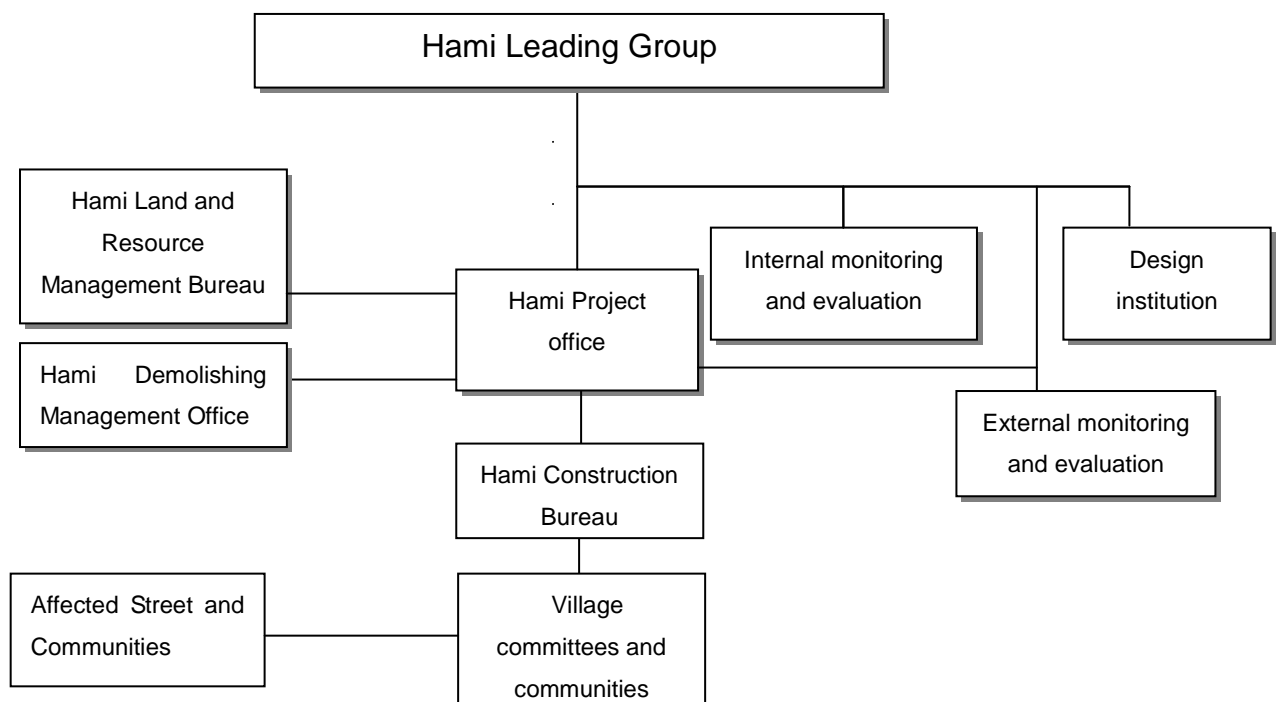 Hami Leading Group
Hami Land and
Resource
Management Bureau
Internal monitoring
and evaluation
Design
institution
Hami Project
office
Hami Demolishing
Management Office
External monitoring
and evaluation
Hami Construction
Bureau
Affected Street and
Communities
Village
committees and
communities